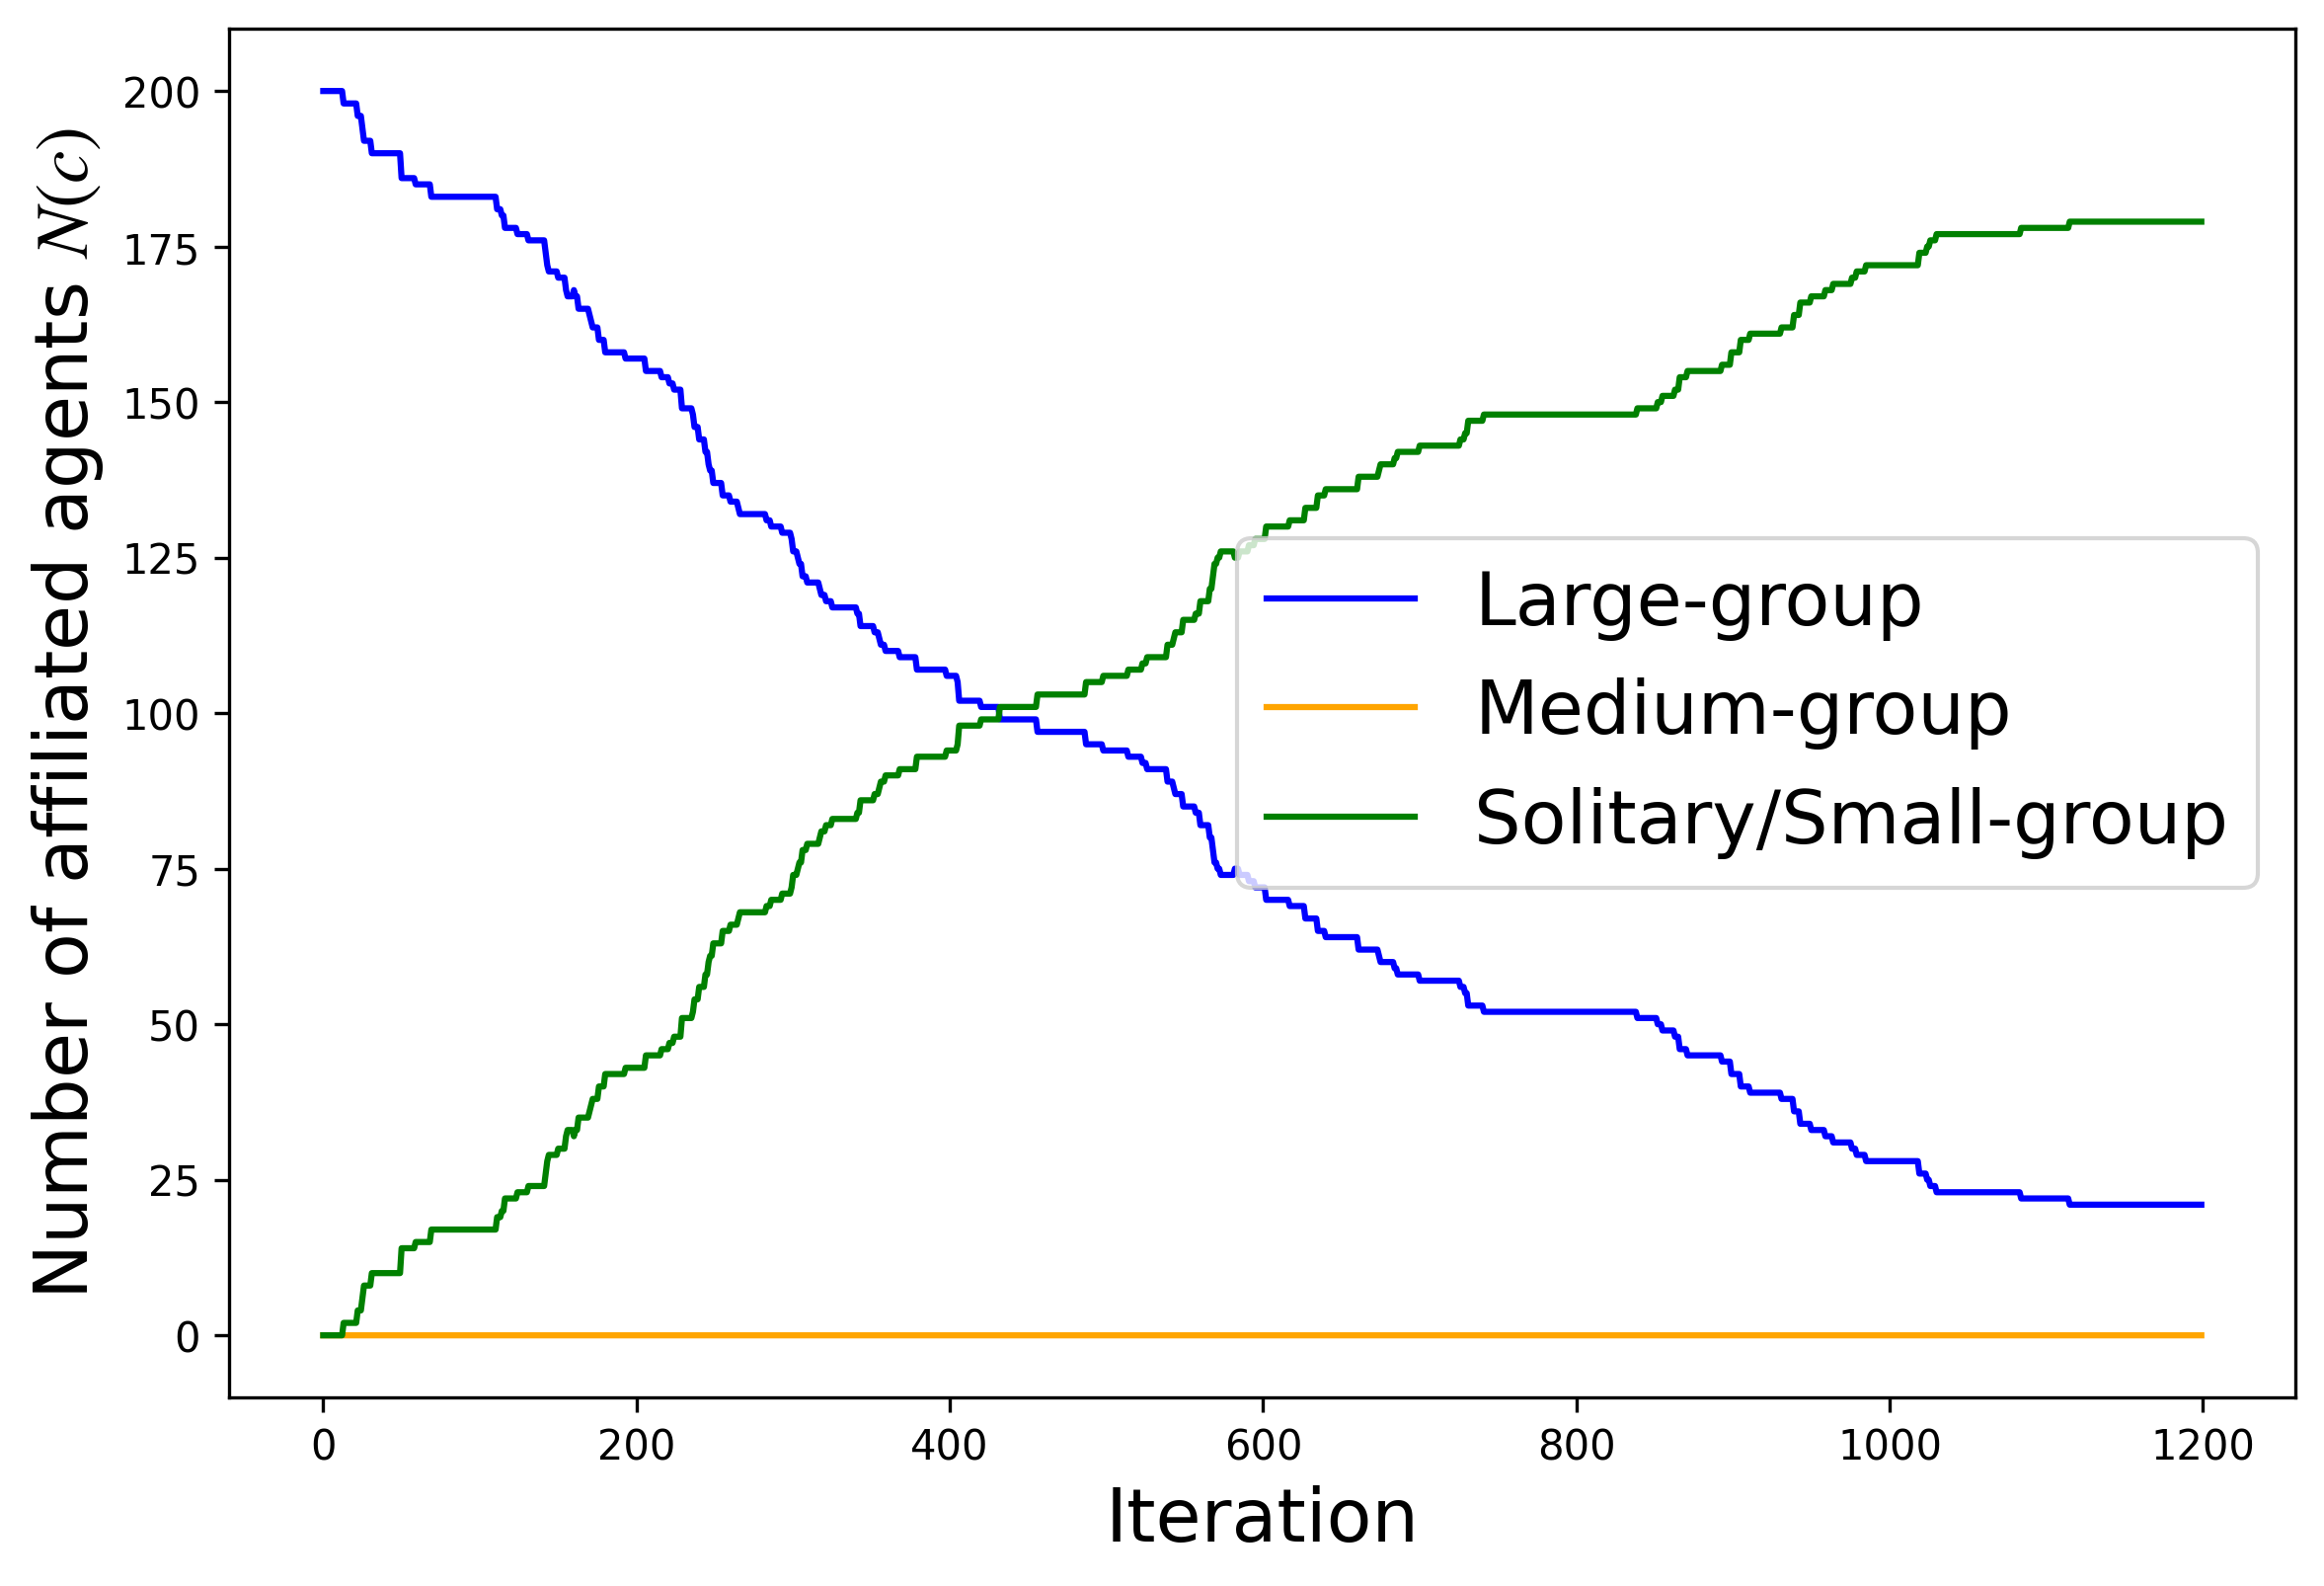 Number of affiliated agents N(c)
200
175
150
125
100
75
50
25
0
Large-group
Medium-group
Solitary/Small-group
0 200 400 600 800 1000 1200
Iteration